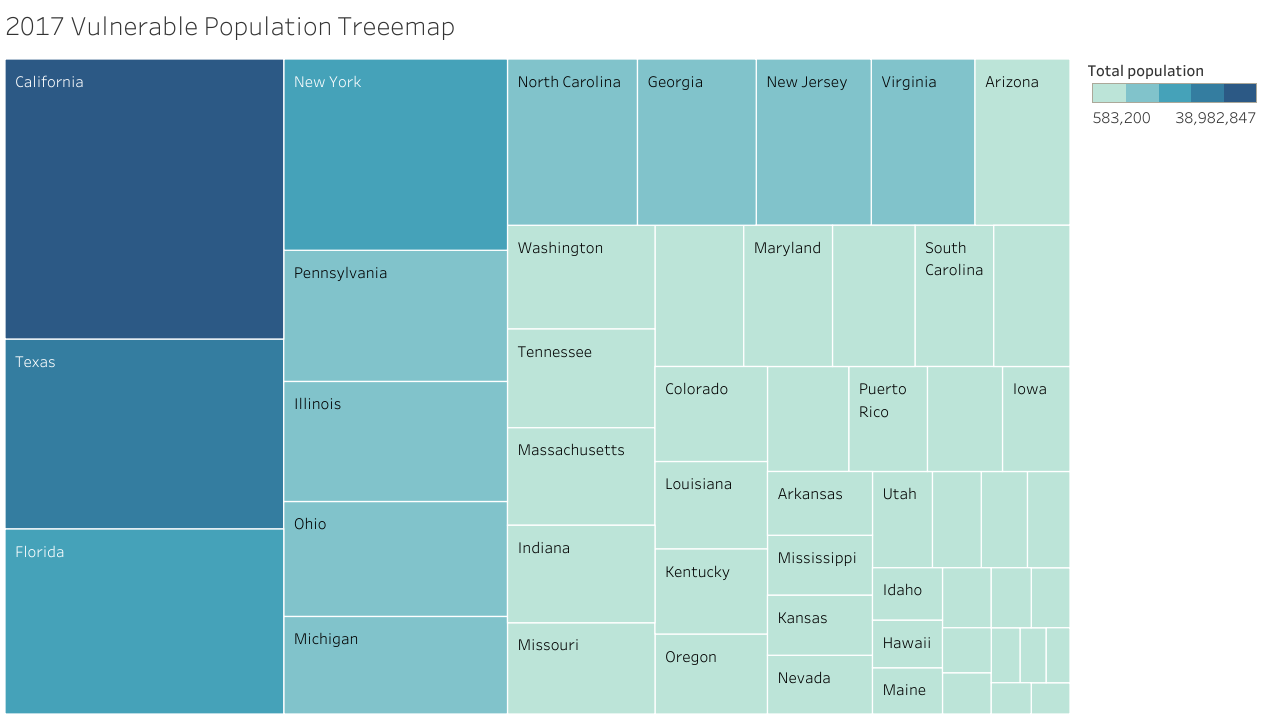 2017 Vulnerable Population Treeemap
California
New York
North Carolina
Georgia
New Jersey
Virginia
Arizona
Total population
583,200
38,982,847
Washington
Maryland
South
Carolina
Pennsylvania
Texas
Tennessee
Colorado
Puerto
Rico
Iowa
Illinois
Massachusetts
Louisiana
Arkansas
Utah
Ohio
Florida
Indiana
Mississippi
Kentucky
Idaho
Kansas
Michigan
Missouri
Hawaii
Oregon
Nevada
Maine